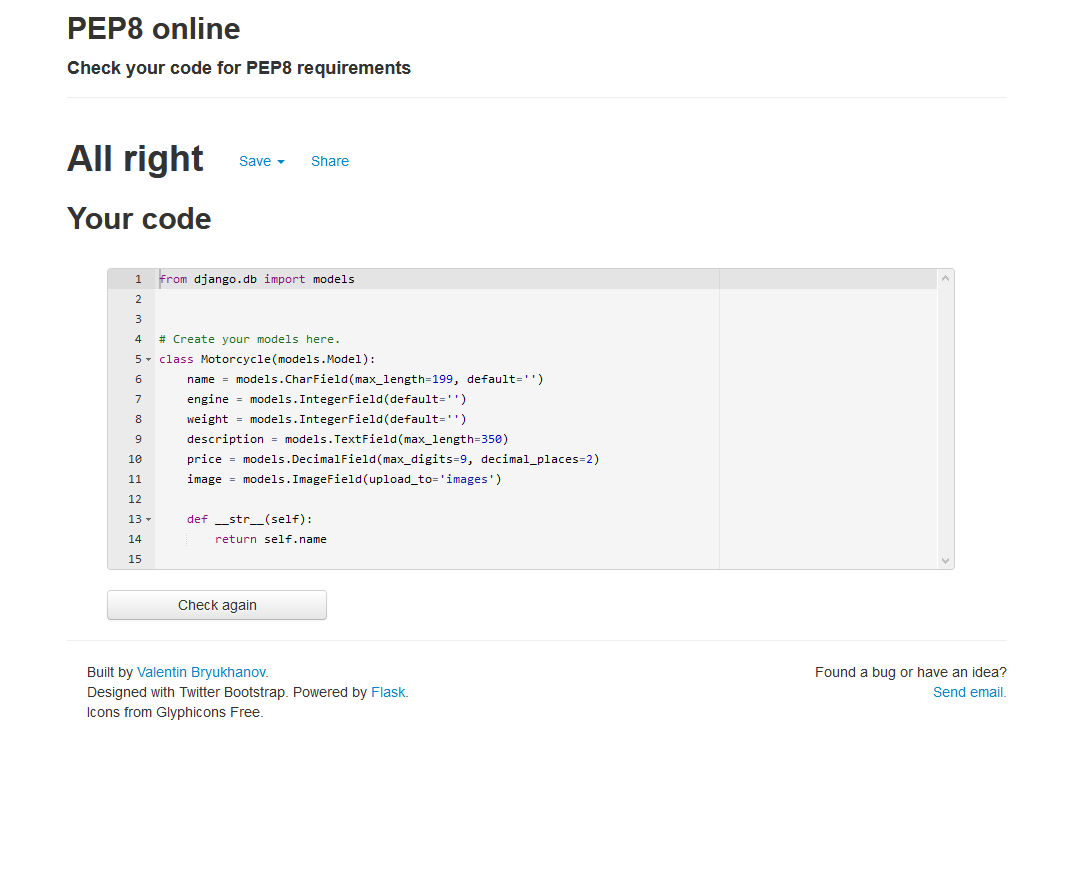 PEP8 online
Check your code for PEP8 requirements
All right Save Share
Your code
1 from django.db import models
2
3
4 # Create your models here.
5 class Motorcycle(models.Model):
6 name = models.CharField(max_length=199, default='')
7 engine = models.IntegerField(default='')
8 weight = models.IntegerField(default='')
9 description = models.TextField(max_length=350)
10 price = models.DecimalField(max_digits=9, decimal_places=2)
11 image = models.ImageField(upload_to='images')
12
13 def __str__(self):
14 return self.name
15
Check again
Built by Valentin Bryukhanov.
Designed with Twitter Bootstrap. Powered by Flask.
Icons from Glyphicons Free.
Found a bug or have an idea?
Send email.